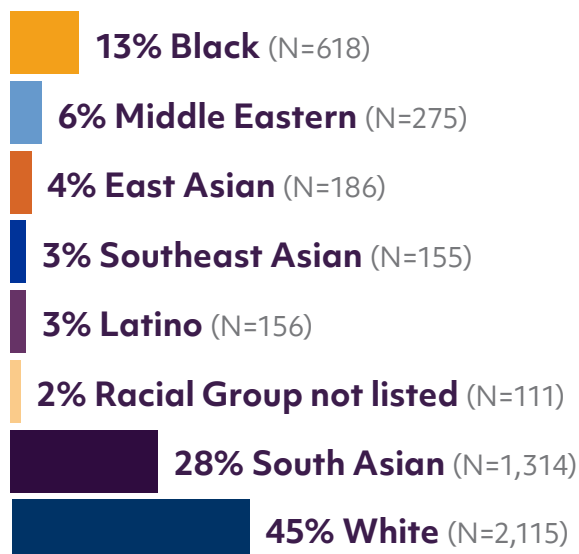 13% Black (N=618)
6% Middle Eastern (N=275)
4% East Asian (N=186)
3% Southeast Asian (N=155)
3% Latino (N=156)
2% Racial Group not listed (N=111)
28% South Asian (N=1,314)
45% White (N=2,115)